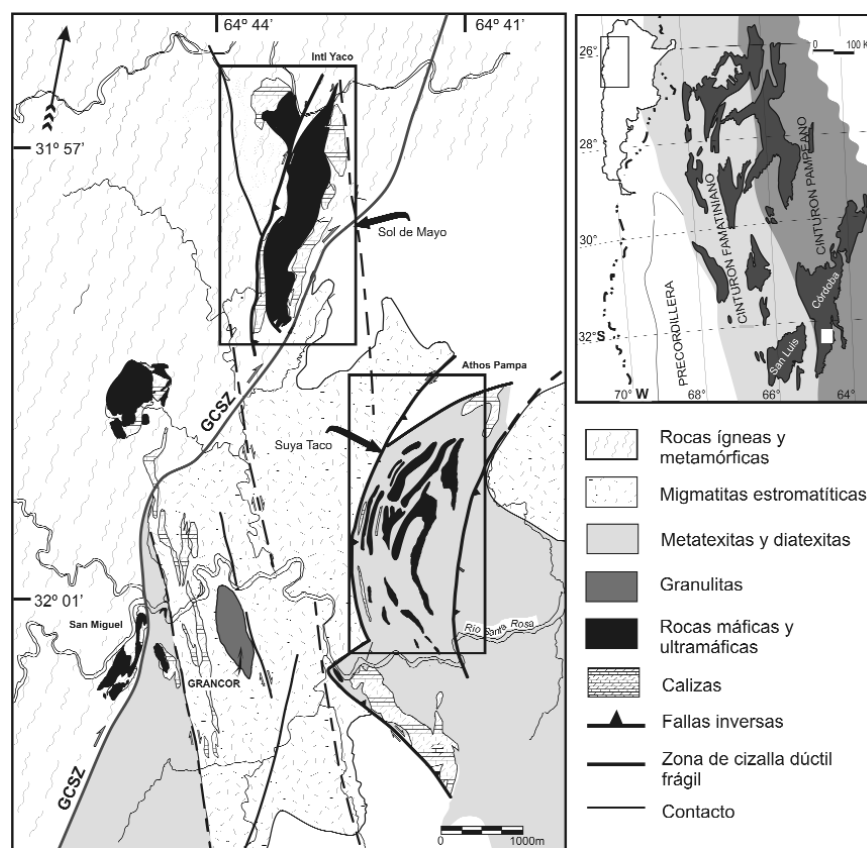 64º 44'
64º 41'
Intl Yaco
31º 57'
Sol de Mayo
GCSZ
Athos Pampa
Suya Taco
32º 01'
San Miguel
Río Santa Rosa
GRANCOR
GCSZ
0 1000m
26°
0 100 K
28°
30°
32°S
PRECORDILLERA
CINTURON FAMATINIANO
CINTURON PAMPEANO
Córdoba
San Luis
70° W 68° 66° 64°
Rocas ígneas y
metamórficas
Migmatitas estromatíticas
Metatexitas y diatexitas
Granulitas
Rocas máficas y
ultramáficas
Calizas
Fallas inversas
Zona de cizalla dúctil
frágil
Contacto